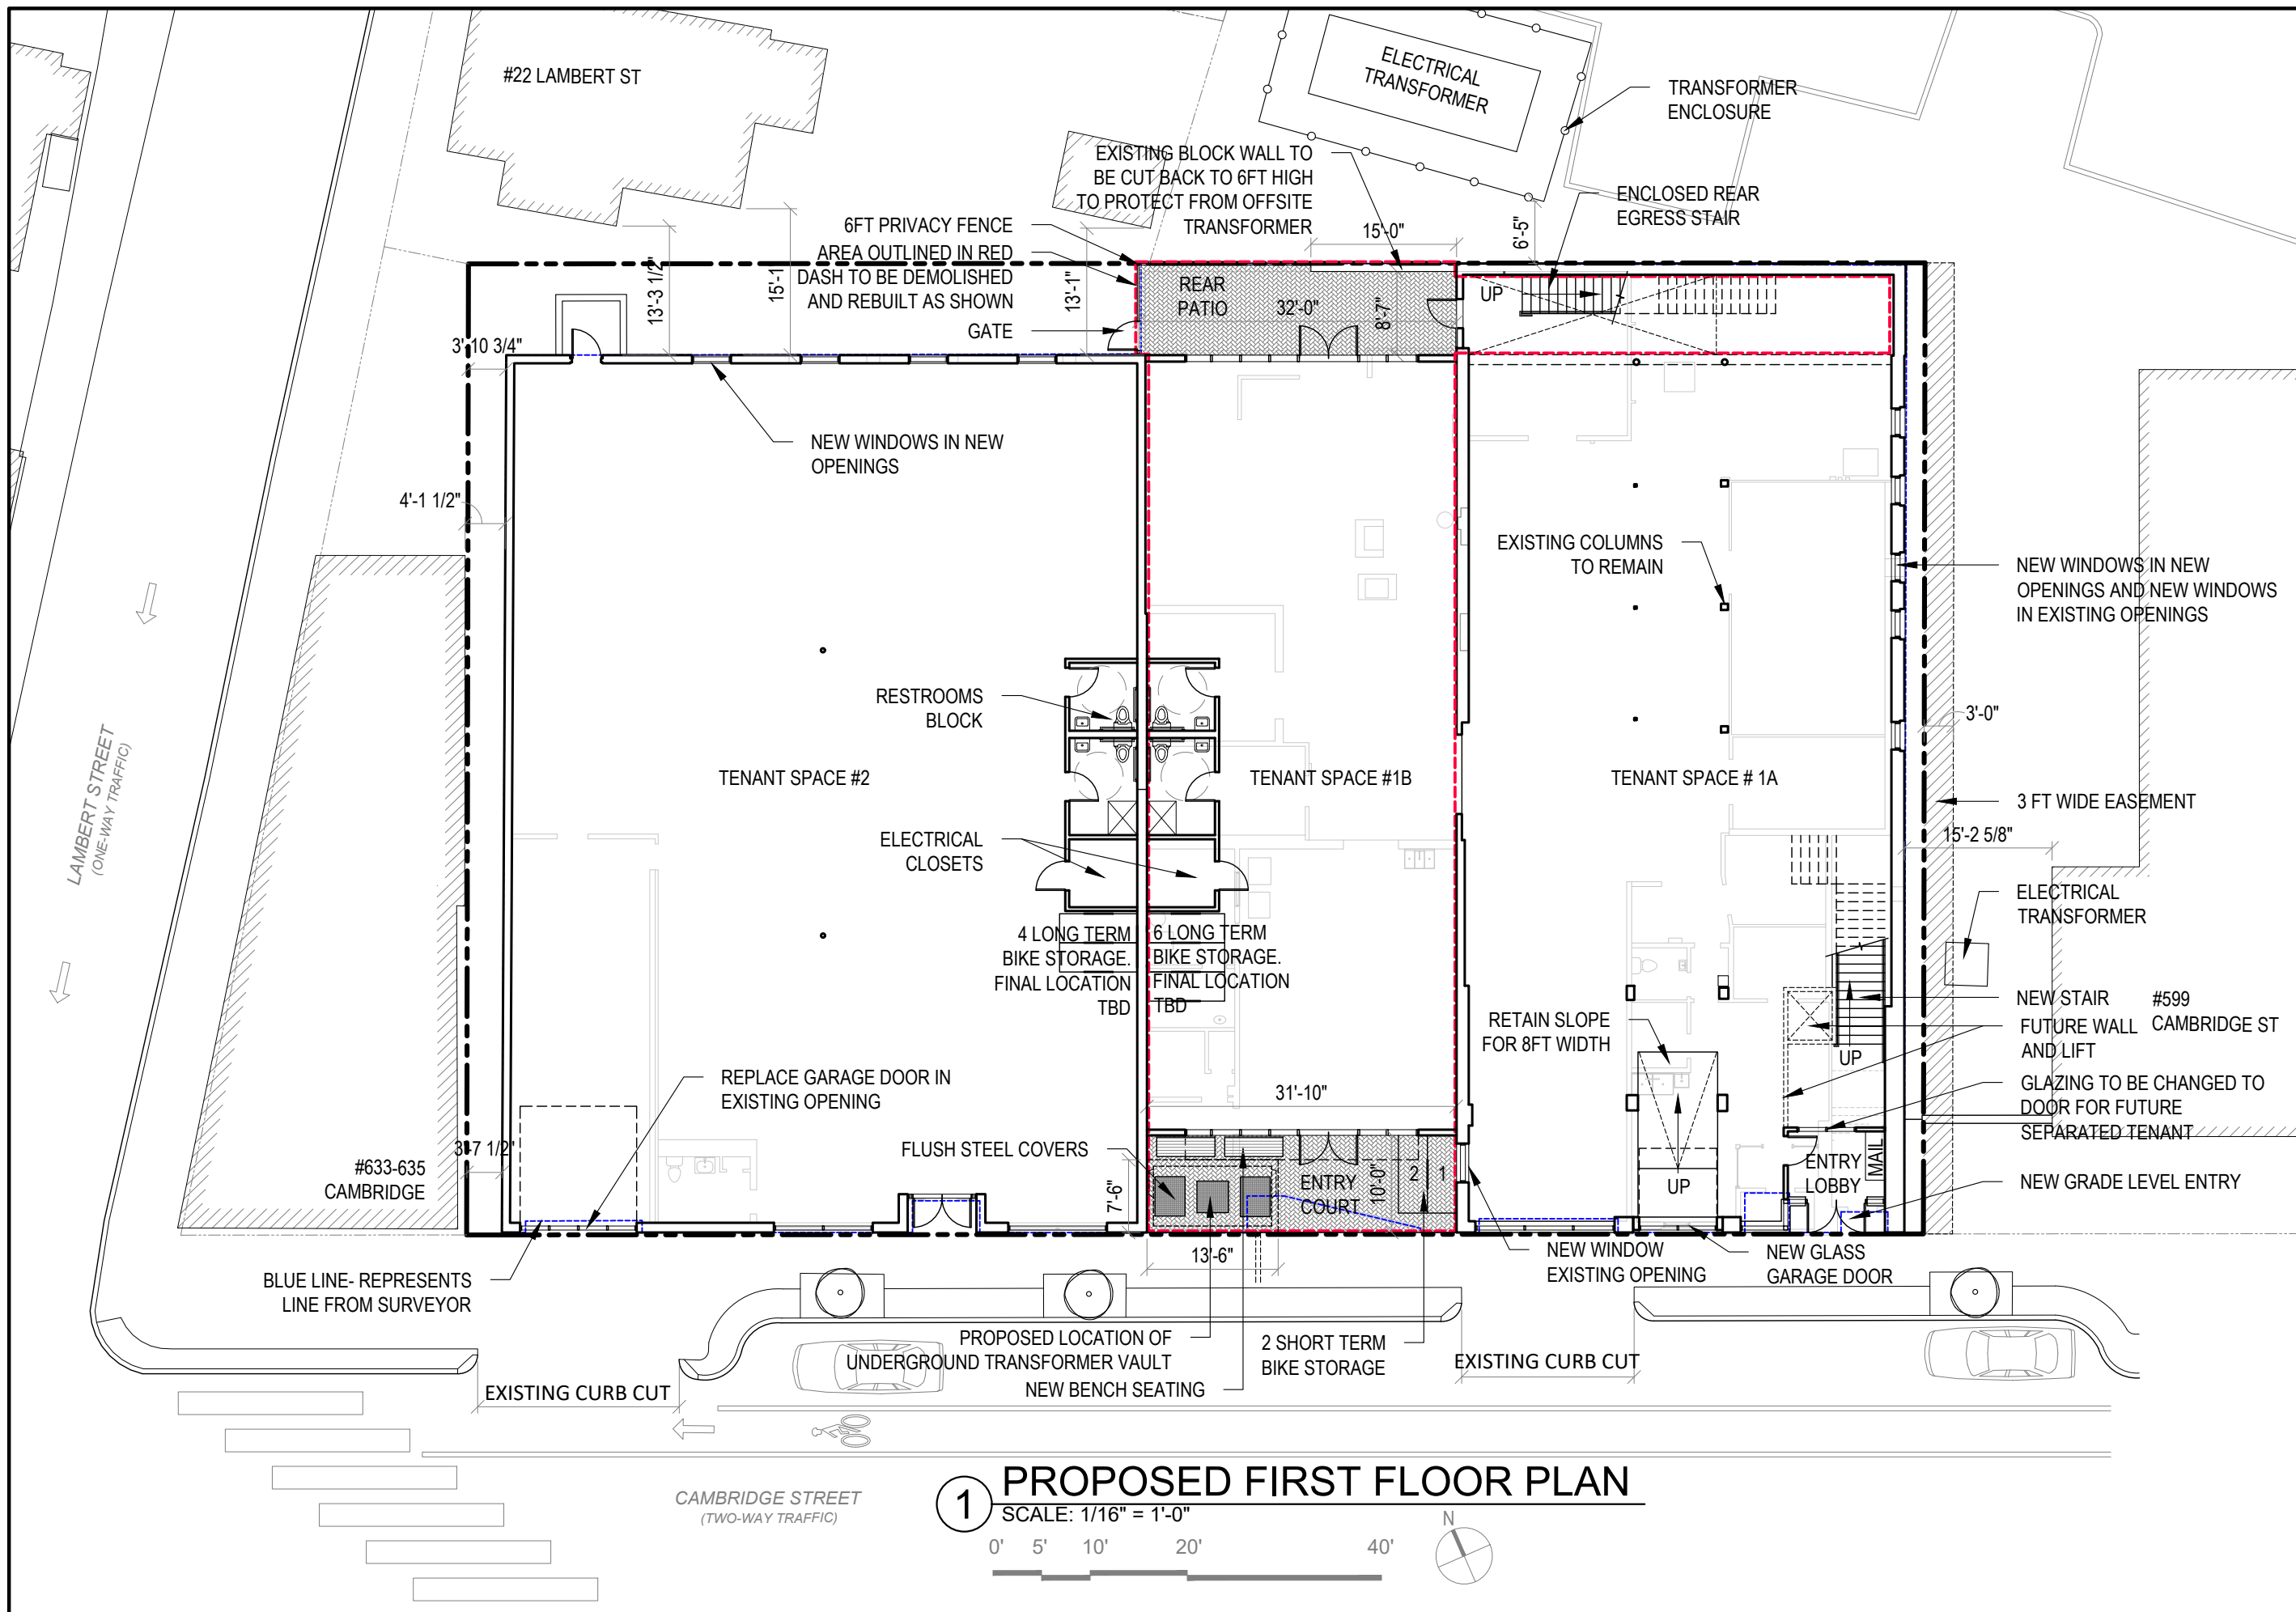 #22 LAMBERT ST
ELECTRICAL
TRANSFORMER
TRANSFORMER
ENCLOSURE
EXISTING BLOCK WALL TO
BE CUT BACK TO 6FT HIGH
TO PROTECT FROM OFFSITE
TRANSFORMER
ENCLOSED REAR
EGRESS STAIR
6FT PRIVACY FENCE
AREA OUTLINED IN RED
DASH TO BE DEMOLISHED
AND REBUILT AS SHOWN
GATE
15'-0"
6'-5"
13'-3 1/2"
15'-1
13'-1"
REAR
PATIO
32'-0"
8'-7"
UP
3'-10 3/4"
NEW WINDOWS IN NEW
OPENINGS
4'-1 1/2"
EXISTING COLUMNS
TO REMAIN
NEW WINDOWS IN NEW
OPENINGS AND NEW WINDOWS
IN EXISTING OPENINGS
RESTROOMS
BLOCK
3'-0"
TENANT SPACE #2
TENANT SPACE #1B
TENANT SPACE # 1A
LAMBERT STREET
(ONE-WAY TRAFFIC)
3 FT WIDE EASEMENT
15'-2 5/8"
ELECTRICAL
CLOSETS
ELECTRICAL
TRANSFORMER
4 LONG TERM
BIKE STORAGE.
FINAL LOCATION
TBD
6 LONG TERM
BIKE STORAGE.
FINAL LOCATION
TBD
NEW STAIR
#599
CAMBRIDGE ST
FUTURE WALL
AND LIFT
RETAIN SLOPE
FOR 8FT WIDTH
UP
GLAZING TO BE CHANGED TO
DOOR FOR FUTURE
SEPARATED TENANT
REPLACE GARAGE DOOR IN
EXISTING OPENING
31'-10"
FLUSH STEEL COVERS
3'-7 1/2"
#633-635
CAMBRIDGE
7'-6"
ENTRY
COURT
10'-0"
2
1
UP
ENTRY
LOBBY
MAIL
NEW GRADE LEVEL ENTRY
13'-6"
NEW WINDOW
EXISTING OPENING
NEW GLASS
GARAGE DOOR
BLUE LINE- REPRESENTS
LINE FROM SURVEYOR
PROPOSED LOCATION OF
UNDERGROUND TRANSFORMER VAULT
NEW BENCH SEATING
2 SHORT TERM
BIKE STORAGE
EXISTING CURB CUT
EXISTING CURB CUT
CAMBRIDGE STREET
(TWO-WAY TRAFFIC)
1
PROPOSED FIRST FLOOR PLAN
SCALE: 1/16" = 1'-0"
0' 5' 10' 20' 40'
N